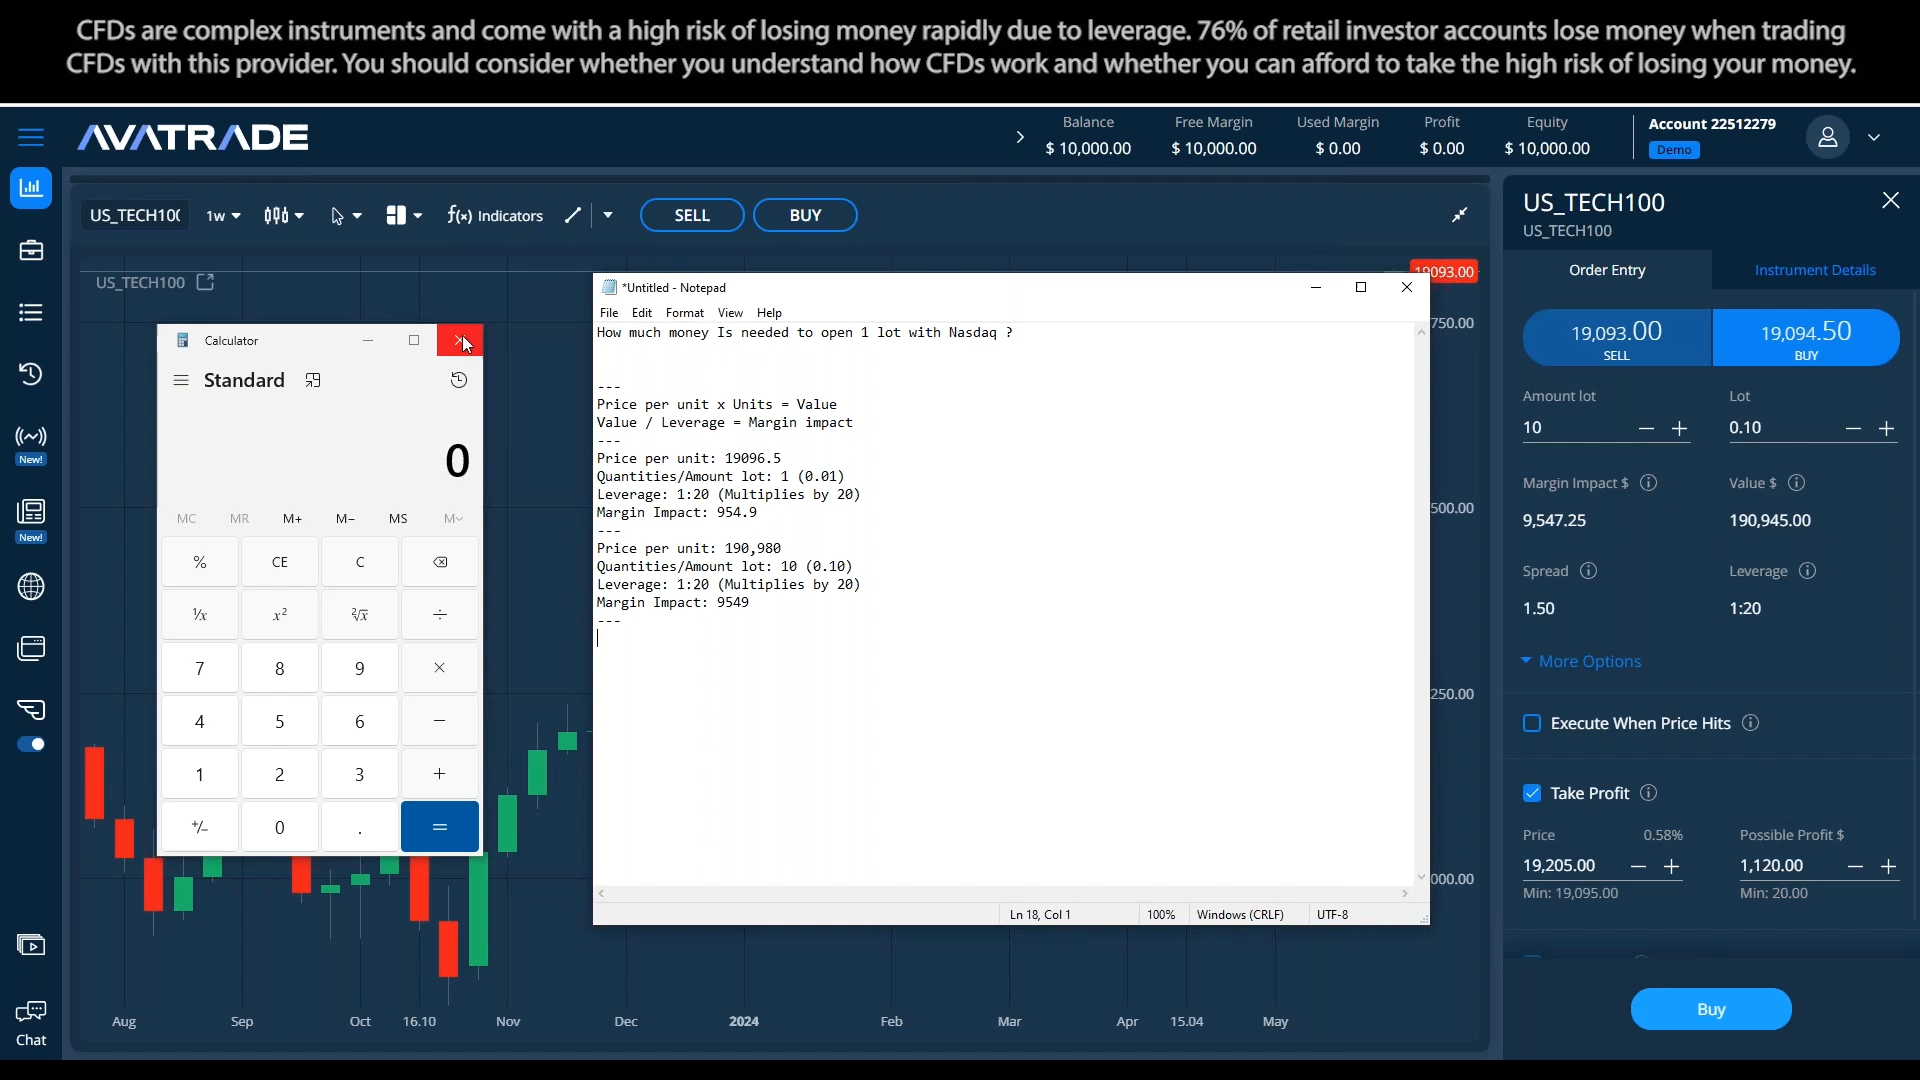 CFDs are complex instruments and come with a high risk of losing money rapidly due to leverage. 76% of retail investor accounts lose money when trading
CFDs with this provider. You should consider whether you understand how CFDs work and whether you can afford to take the high risk of losing your money.
AVATRADE
Balance
$ 10,000.00
Free Margin
$ 10,000.00
Used Margin
$ 0.00
Profit
$ 0.00
Equity
$ 10,000.00
Account 22512279
Demo
US_TECH10(
1w
f(x) Indicators
SELL
BUY
US_TECH100
19093.00
750.00
500.00
250.00
000.00
Aug
Sep
Oct
16.10
Nov
Dec
2024
Feb
Mar
Apr
15.04
May
New!
New!
Chat
Calculator
Standard
0
MC MR M+ M− MS M
% CE C
¹/x x² ²√x ÷
7 8 9 ×
4 5 6 −
1 2 3 +
+/− 0 . =
*Untitled - Notepad
File Edit Format View Help
How much money Is needed to open 1 lot with Nasdaq ?
---
Price per unit x Units = Value
Value / Leverage = Margin impact
---
Price per unit: 19096.5
Quantities/Amount lot: 1 (0.01)
Leverage: 1:20 (Multiplies by 20)
Margin Impact: 954.9
---
Price per unit: 190,980
Quantities/Amount lot: 10 (0.10)
Leverage: 1:20 (Multiplies by 20)
Margin Impact: 9549
---
Ln 18, Col 1
100%
Windows (CRLF)
UTF-8
US_TECH100
US_TECH100
Order Entry
Instrument Details
19,093.00
SELL
19,094.50
BUY
Amount lot
10
Lot
0.10
Margin Impact $
9,547.25
Value $
190,945.00
Spread
1.50
Leverage
1:20
More Options
Execute When Price Hits
Take Profit
Price 0.58%
19,205.00
Min: 19,095.00
Possible Profit $
1,120.00
Min: 20.00
Buy